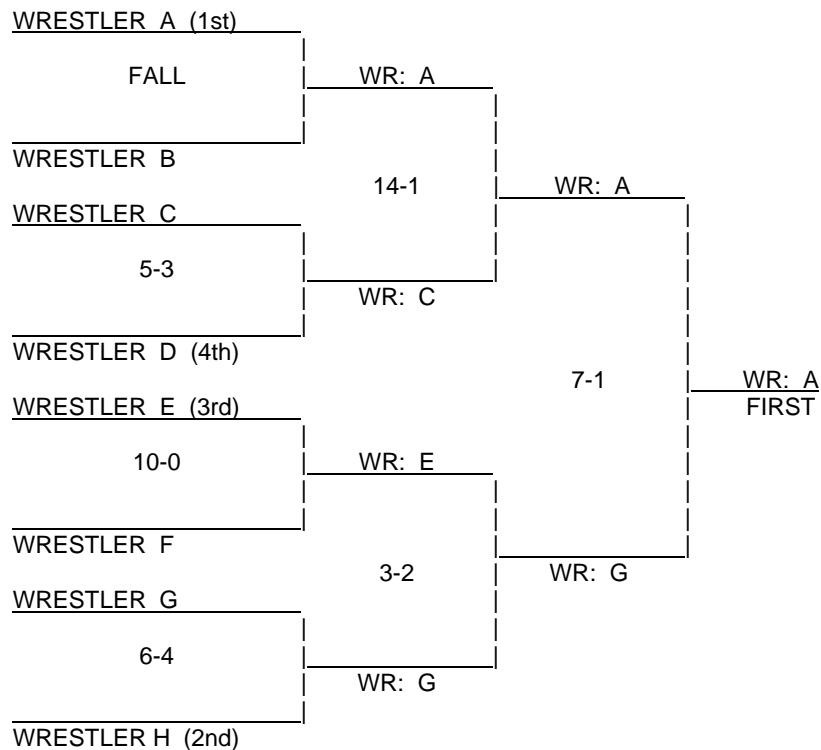 WRESTLER A (1st)
FALL
WR: A
WRESTLER B
14-1
WR: A
WRESTLER C
5-3
WR: C
WRESTLER D (4th)
7-1
WR: A
FIRST
WRESTLER E (3rd)
10-0
WR: E
WRESTLER F
3-2
WR: G
WRESTLER G
6-4
WR: G
WRESTLER H (2nd)